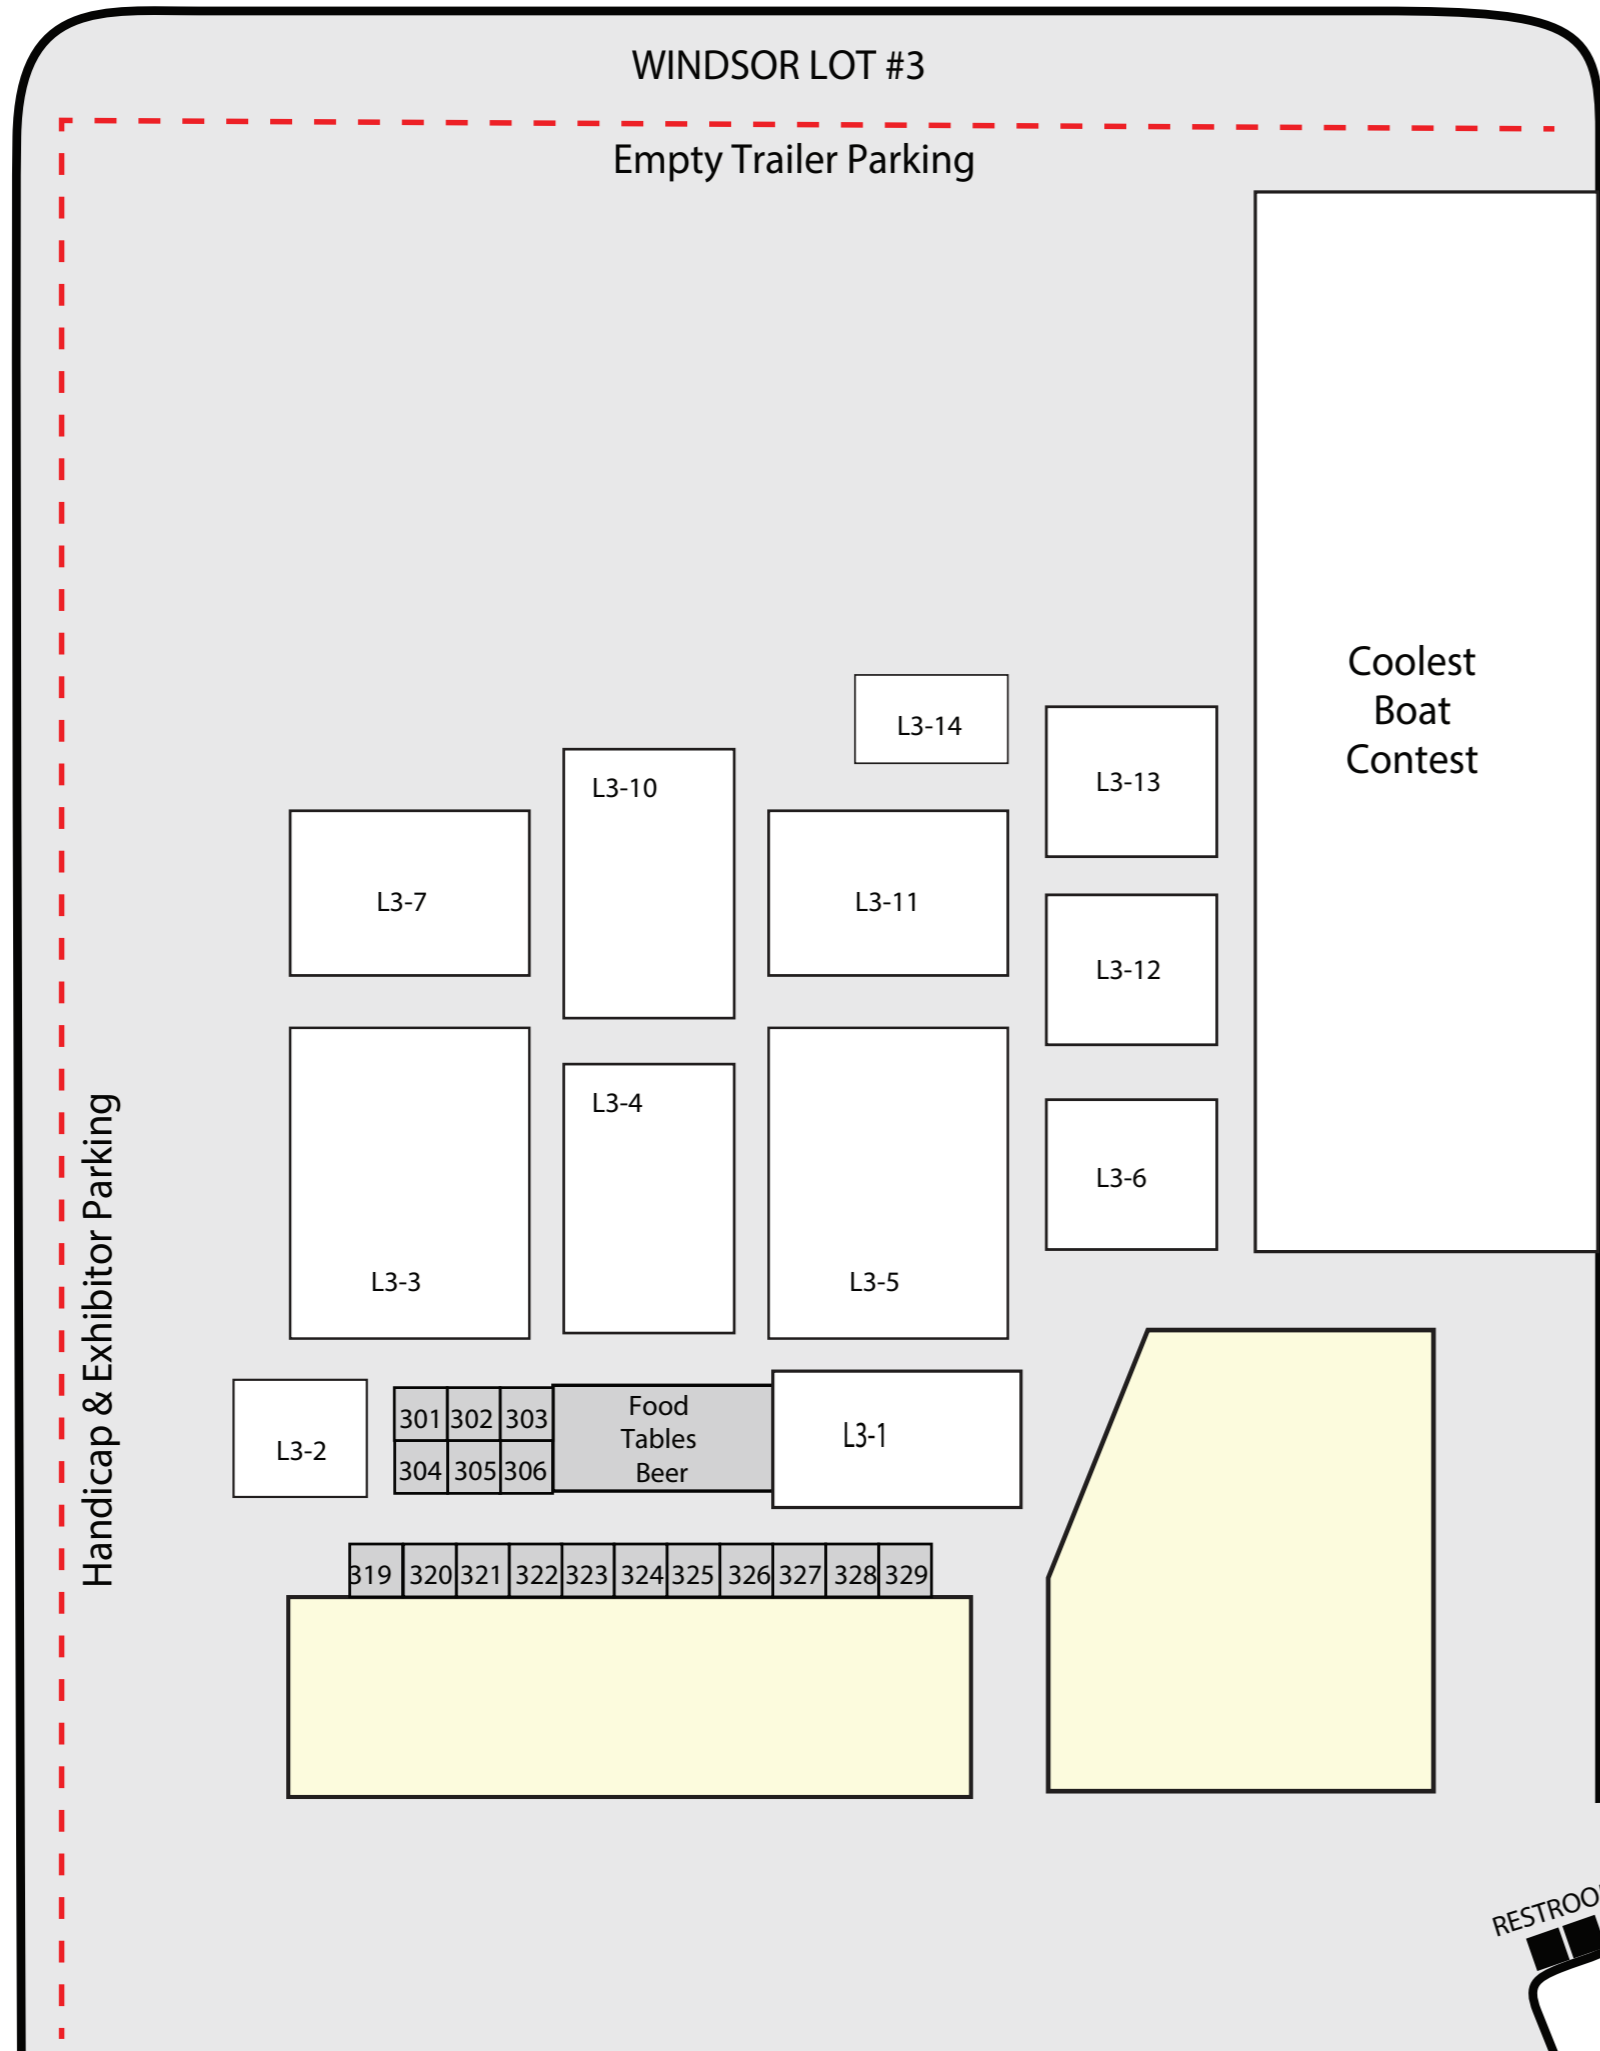 WINDSOR LOT #3
Empty Trailer Parking
Coolest
Boat
Contest
L3-14
L3-13
L3-10
L3-7
L3-11
L3-12
L3-4
L3-6
L3-3
L3-5
Handicap & Exhibitor Parking
L3-2
301 302 303
304 305 306
Food
Tables
Beer
L3-1
319 320 321 322 323 324 325 326 327 328 329